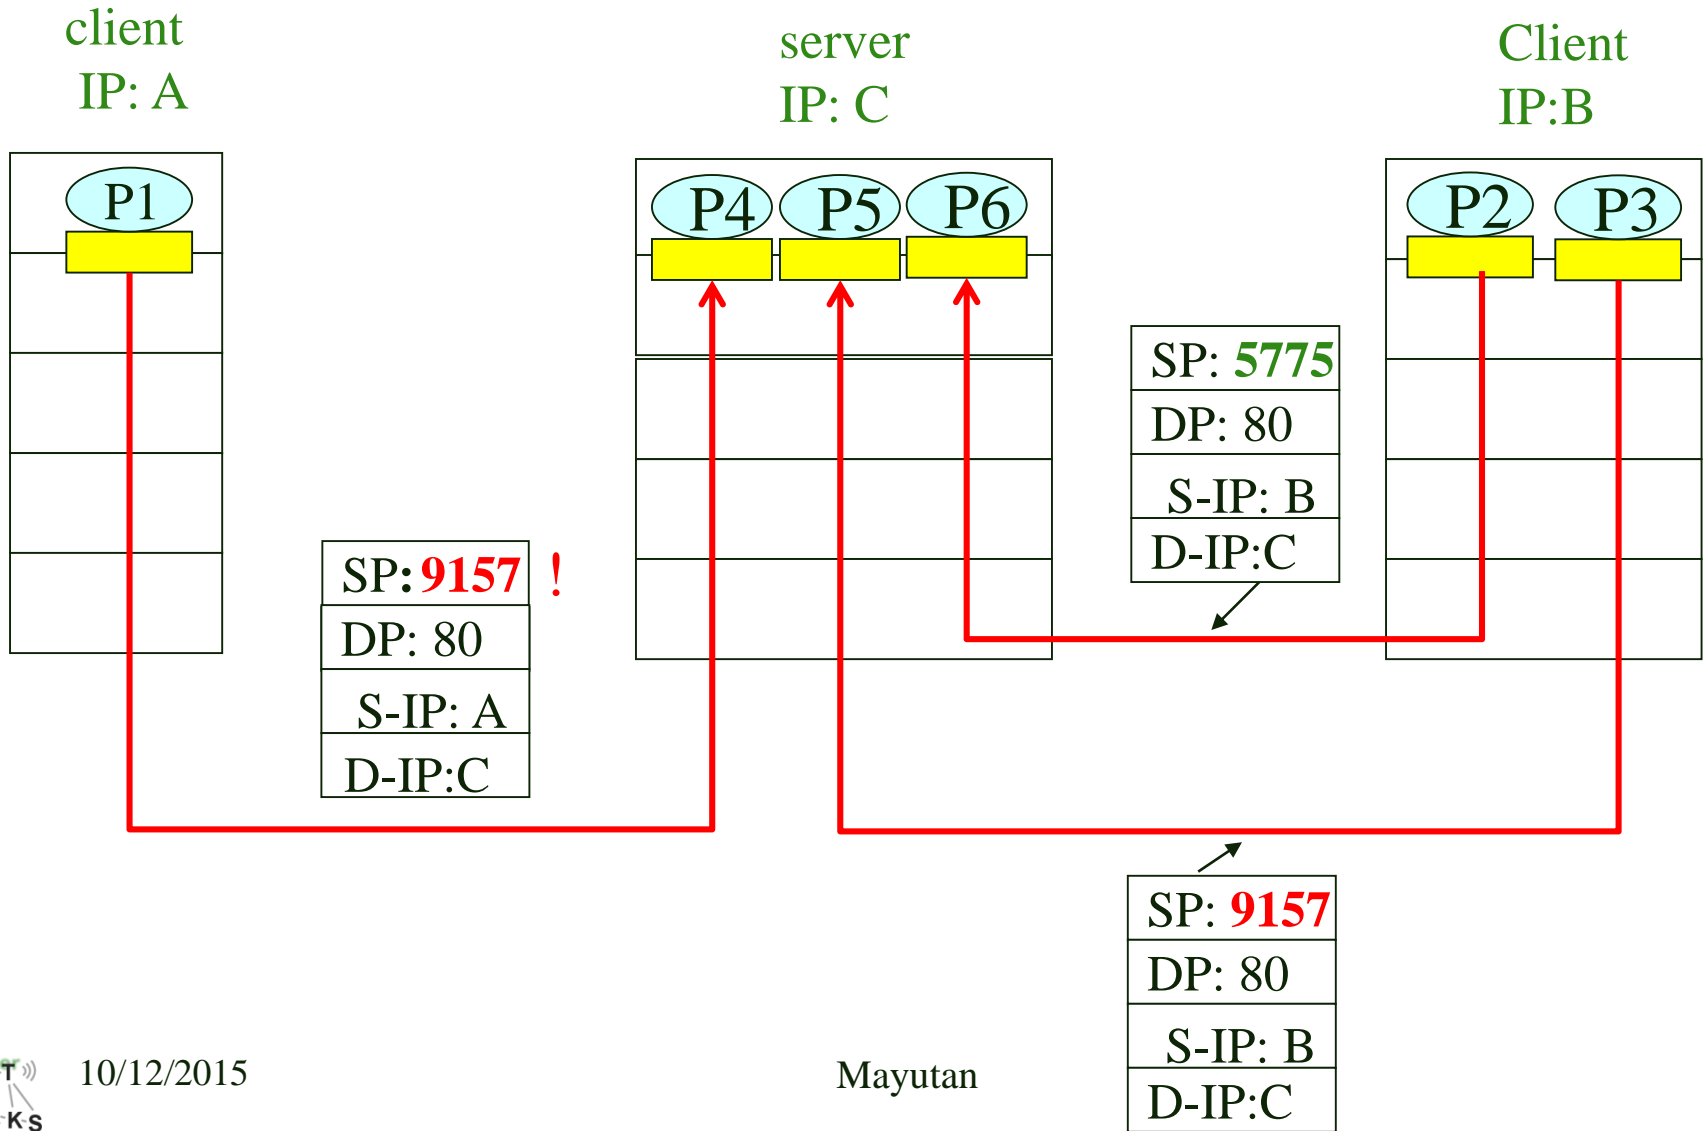 client
IP: A
server
IP: C
Client
IP:B
P1
P4
P5
P6
P2
P3
SP: 5775
DP: 80
S-IP: B
D-IP:C
SP: 9157 !
DP: 80
S-IP: A
D-IP:C
SP: 9157
DP: 80
S-IP: B
D-IP:C
10/12/2015
Mayutan
T
K-S